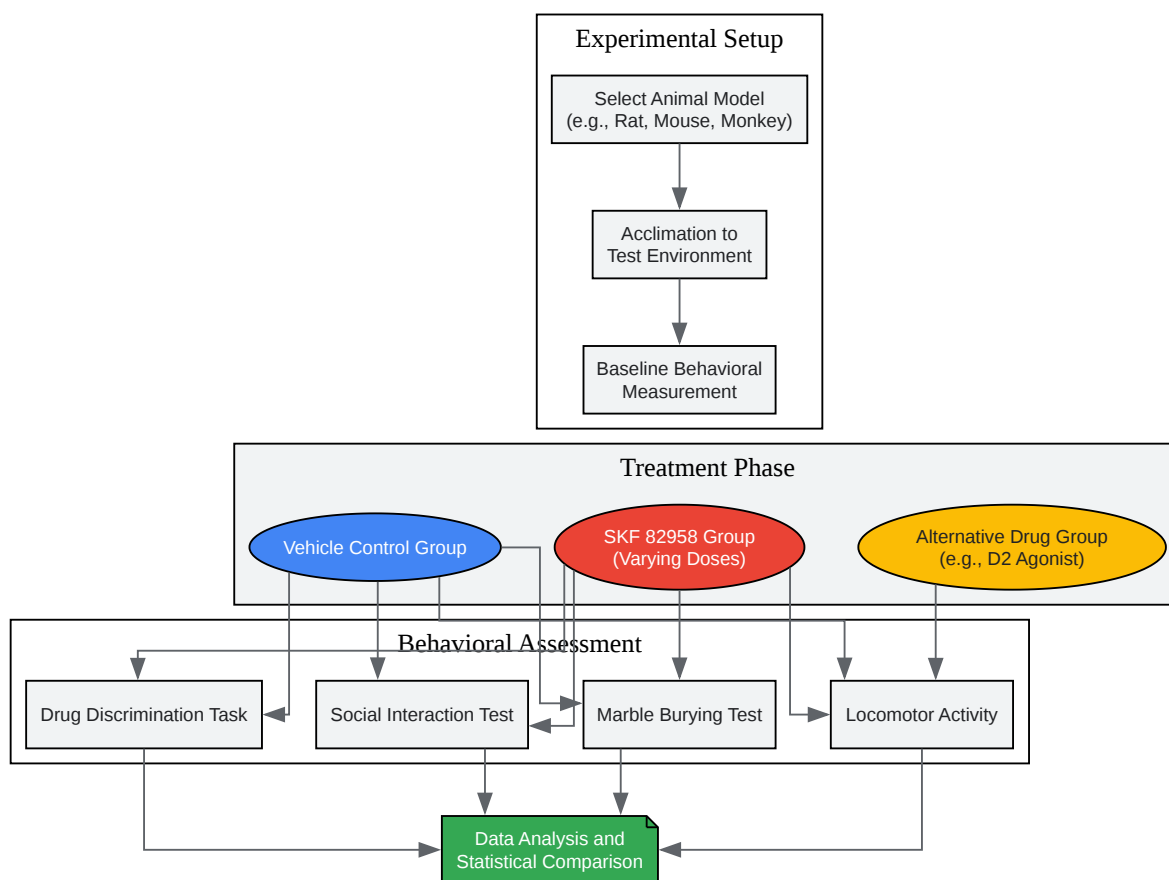 Experimental Setup
Select Animal Model
(e.g., Rat, Mouse, Monkey)
Acclimation to
Test Environment
Baseline Behavioral
Measurement
Treatment Phase
Vehicle Control Group
SKF 82958 Group
(Varying Doses)
Alternative Drug Group
(e.g., D2 Agonist)
Behavioral Assessment
Drug Discrimination Task
Social Interaction Test
Marble Burying Test
Locomotor Activity
Data Analysis and
Statistical Comparison